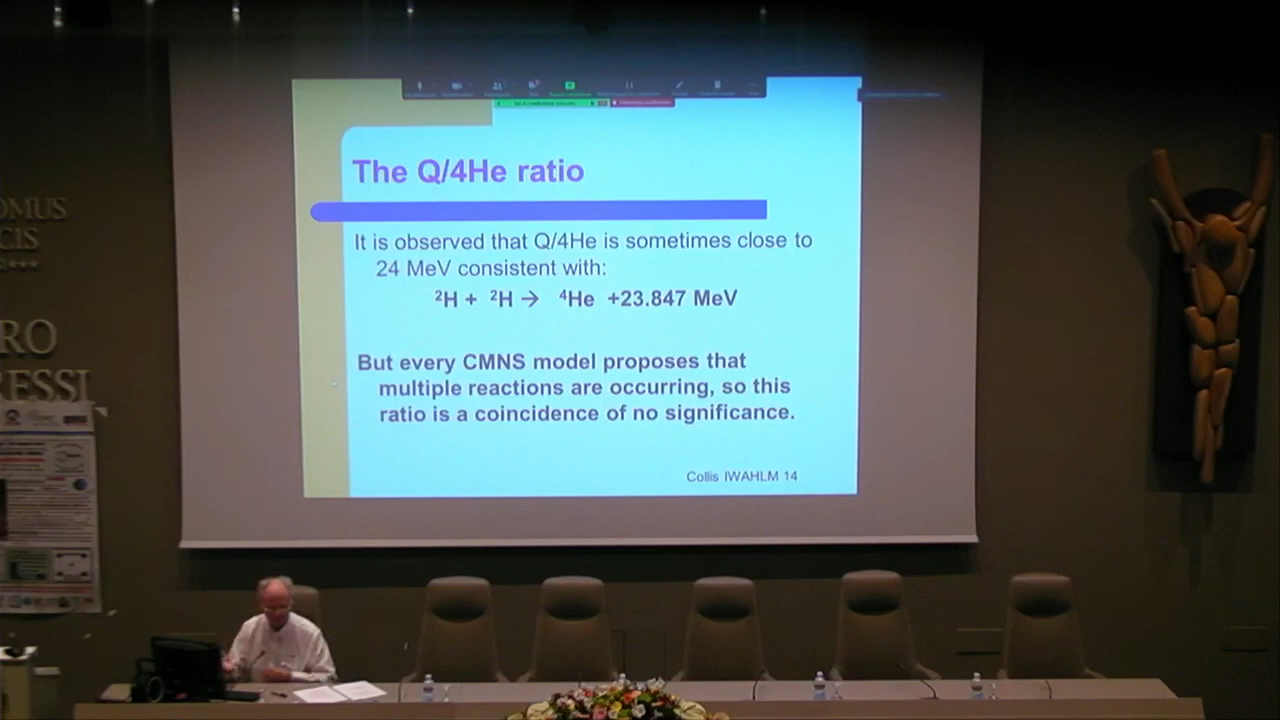 The Q/4He ratio
It is observed that Q/4He is sometimes close to
24 MeV consistent with:
²H + ²H → ⁴He +23.847 MeV
But every CMNS model proposes that
multiple reactions are occurring, so this
ratio is a coincidence of no significance.
Collis IWAHLM 14
OMUS
CIS
RO
RESSI